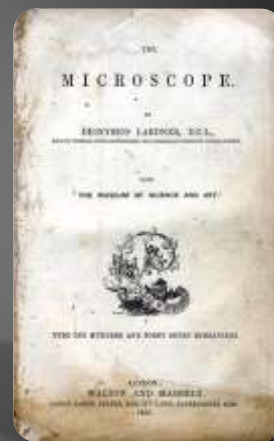 THE
MICROSCOPE.
BY
DIONYSIUS LARDNER, D.C.L.,
FROM
"THE MUSEUM OF SCIENCE AND ART."
WITH ONE HUNDRED AND FORTY SEVEN ENGRAVINGS.
LONDON:
WALTON AND MABERLY,